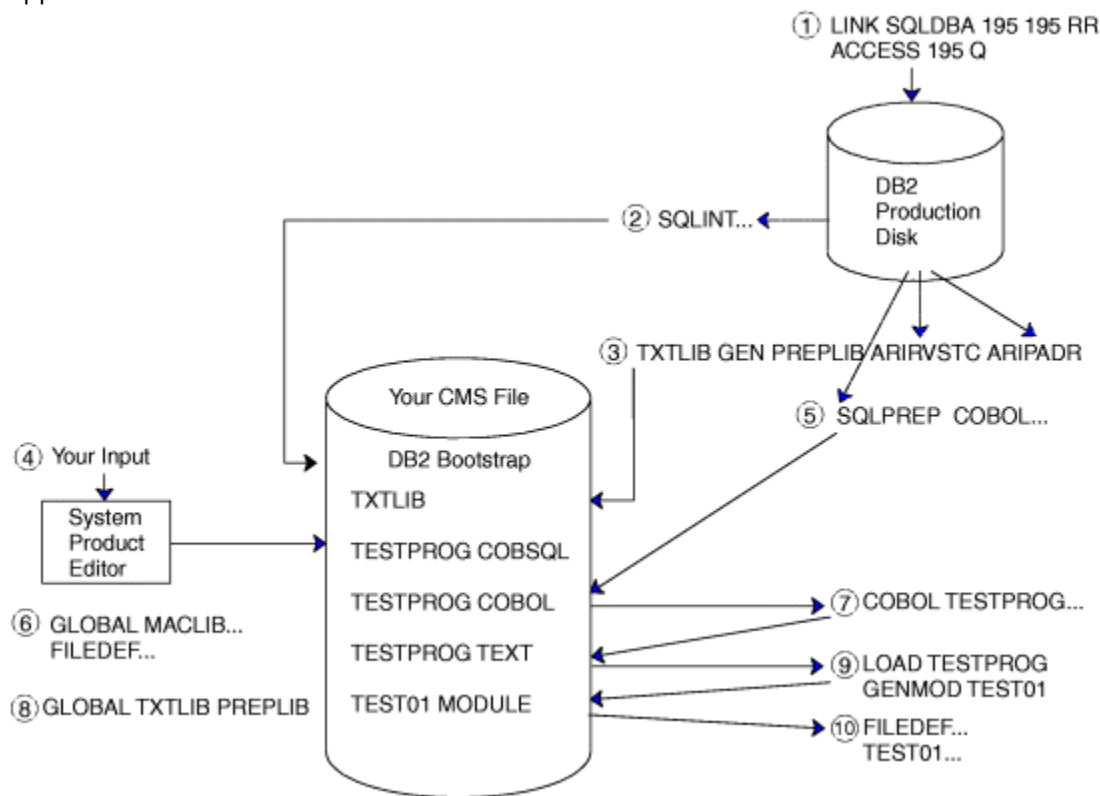 ① LINK SQLDBA 195 195 RR
ACCESS 195 Q
DB2
Production
Disk
② SQLINT...
③ TXTLIB GEN PREPLIB ARIRVSTC ARIPADR
Your CMS File
⑤ SQLPREP COBOL...
④ Your Input
DB2 Bootstrap
TXTLIB
System
Product
Editor
TESTPROG COBSQL
TESTPROG COBOL
⑦ COBOL TESTPROG...
⑥ GLOBAL MACLIB...
FILEDEF...
TESTPROG TEXT
⑨ LOAD TESTPROG
GENMOD TEST01
⑧ GLOBAL TXTLIB PREPLIB
TEST01 MODULE
⑩ FILEDEF...
TEST01...